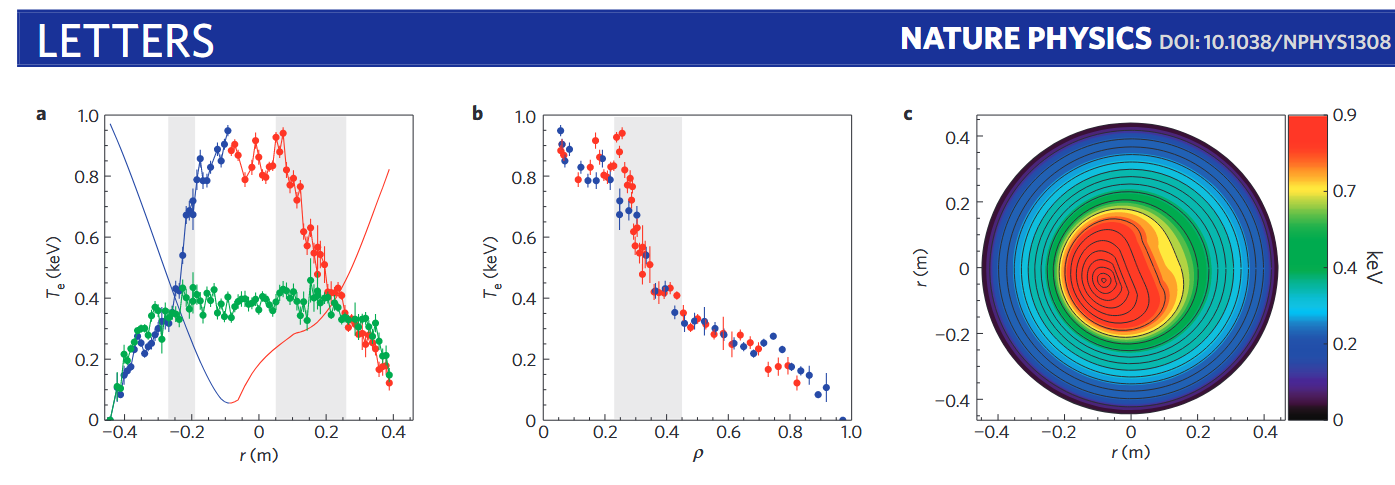 LETTERS
NATURE PHYSICS DOI: 10.1038/NPHYS1308
a
1.0
0.8
0.6
0.4
0.2
0
Te (keV)
−0.4 −0.2 0 0.2 0.4
r (m)
b
1.0
0.8
0.6
0.4
0.2
0
Te (keV)
0 0.2 0.4 0.6 0.8 1.0
ρ
c
0.4
0.2
0
−0.2
−0.4
r (m)
−0.4 −0.2 0 0.2 0.4
r (m)
0.9
0.7
0.4
0.2
0
keV